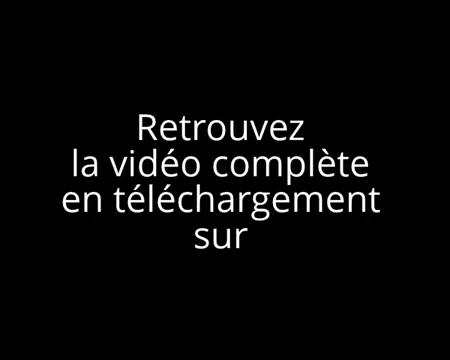 Retrouvez
la vidéo complète
en téléchargement
sur